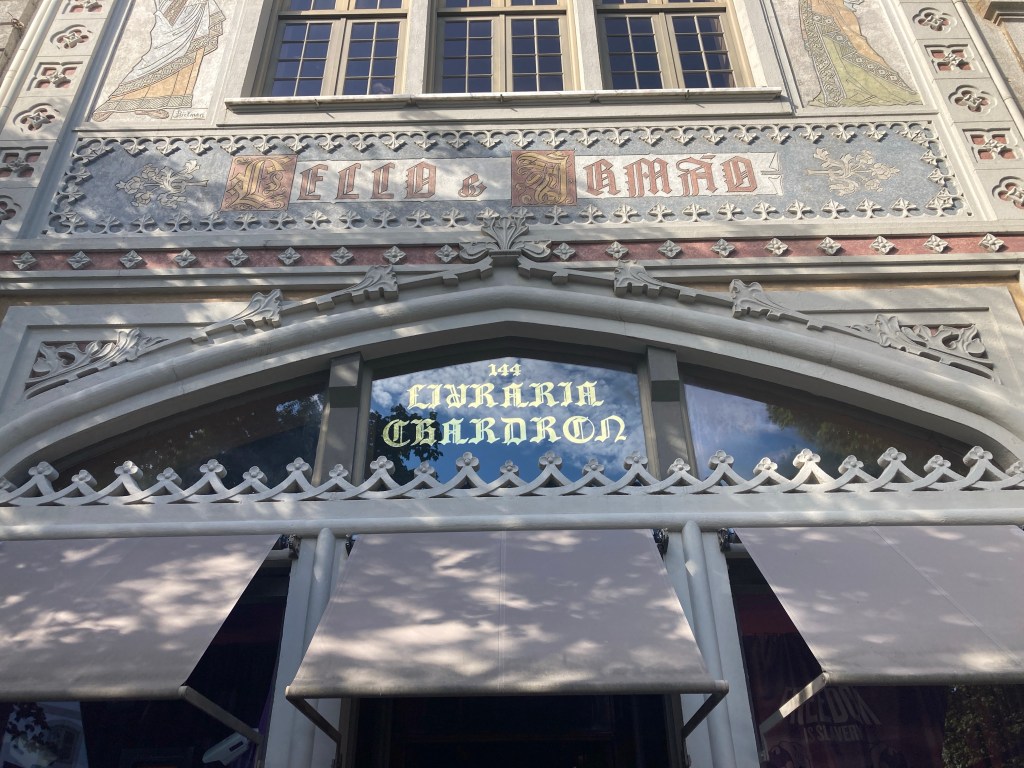 Lello & Irmão
144
LIVRARIA
CHARDRON